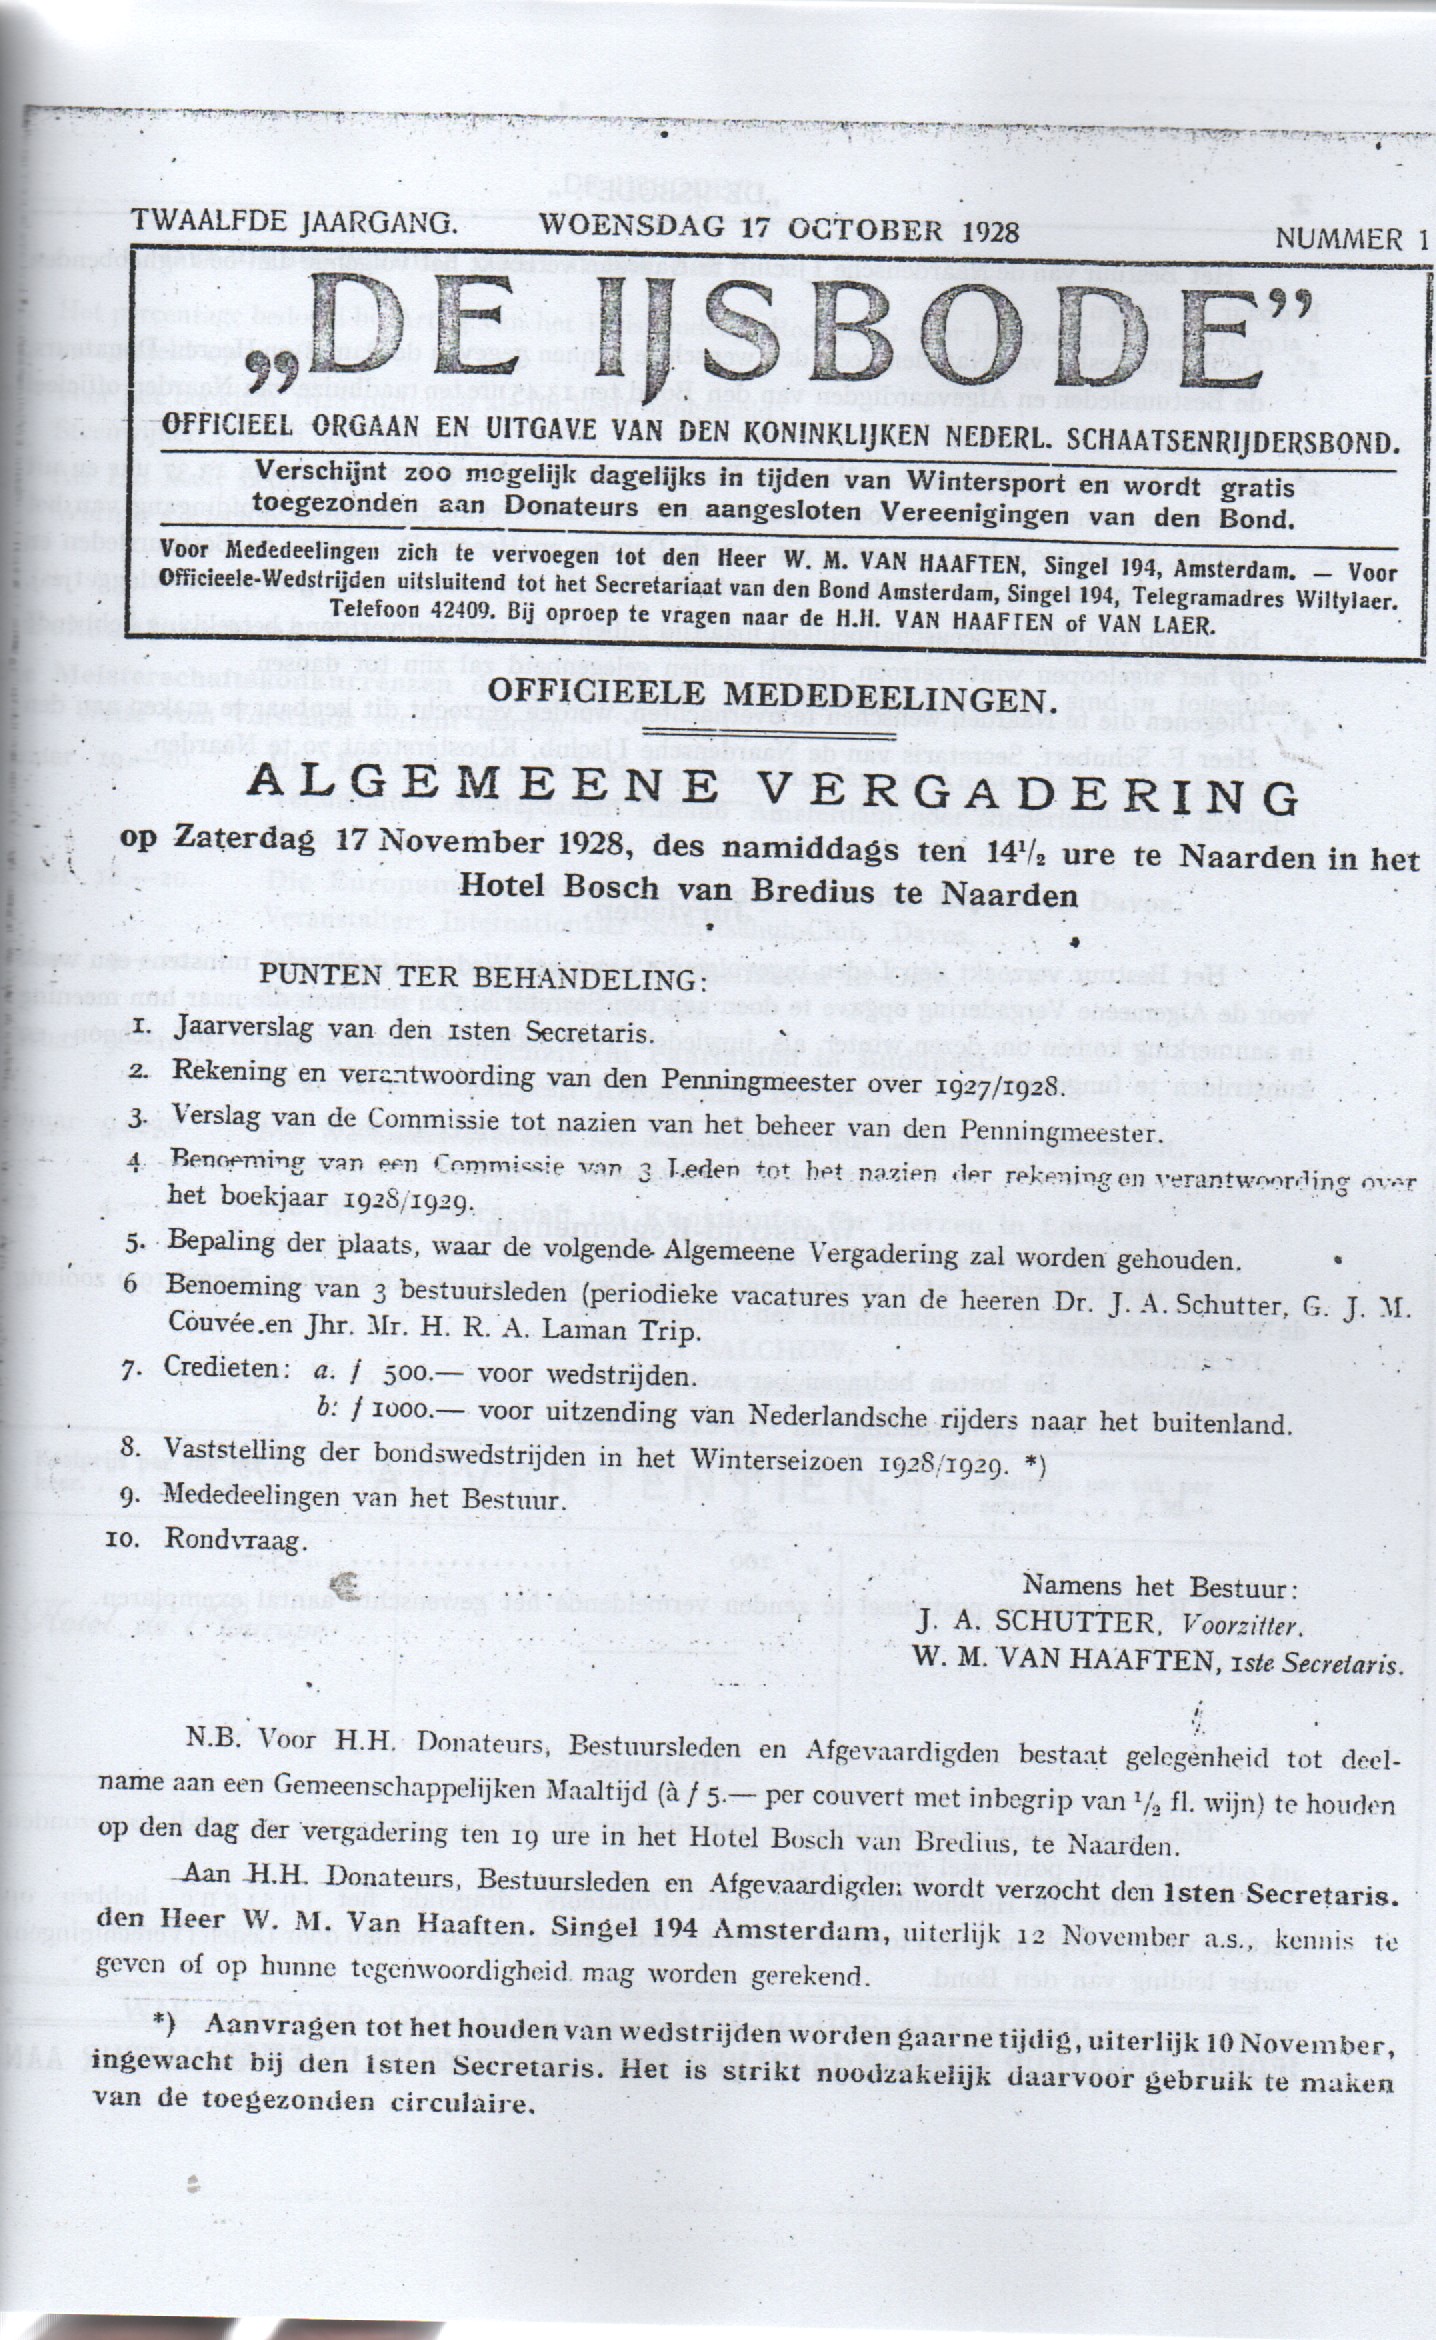 TWAALFDE JAARGANG. WOENSDAG 17 OCTOBER 1928 NUMMER 1
„DE IJSBODE”
OFFICIEEL ORGAAN EN UITGAVE VAN DEN KONINKLIJKEN NEDERL. SCHAATSENRIJDERSBOND.
Verschijnt zoo mogelijk dagelijks in tijden van Wintersport en wordt gratis
toegezonden aan Donateurs en aangesloten Vereenigingen van den Bond.
Voor Mededeelingen zich te vervoegen tot den Heer W. M. VAN HAAFTEN, Singel 194, Amsterdam. — Voor
Officieele-Wedstrijden uitsluitend tot het Secretariaat van den Bond Amsterdam, Singel 194, Telegramadres Wiltylaer.
Telefoon 42409. Bij oproep te vragen naar de H.H. VAN HAAFTEN of VAN LAER.
OFFICIEELE MEDEDEELINGEN.
ALGEMEENE VERGADERING
op Zaterdag 17 November 1928, des namiddags ten 14½ ure te Naarden in het
Hotel Bosch van Bredius te Naarden
PUNTEN TER BEHANDELING:
1. Jaarverslag van den 1sten Secretaris.
2. Rekening en verantwoording van den Penningmeester over 1927/1928.
3. Verslag van de Commissie tot nazien van het beheer van den Penningmeester.
4 Benoeming van een Commissie van 3 Leden tot het nazien der rekening en verantwoording over
het boekjaar 1928/1929.
5. Bepaling der plaats, waar de volgende Algemeene Vergadering zal worden gehouden.
6 Benoeming van 3 bestuursleden (periodieke vacatures van de heeren Dr. J. A. Schutter, G. J. M.
Couvée en Jhr. Mr. H. R. A. Laman Trip.
7. Credieten: a. f 500.— voor wedstrijden.
b: f 1000.— voor uitzending van Nederlandsche rijders naar het buitenland.
8. Vaststelling der bondswedstrijden in het Winterseizoen 1928/1929. *)
9. Mededeelingen van het Bestuur.
10. Rondvraag.
Namens het Bestuur:
J. A. SCHUTTER, Voorzitter.
W. M. VAN HAAFTEN, 1ste Secretaris.
N.B. Voor H.H. Donateurs, Bestuursleden en Afgevaardigden bestaat gelegenheid tot deel-
name aan een Gemeenschappelijken Maaltijd (à f 5.— per couvert met inbegrip van ½ fl. wijn) te houden
op den dag der vergadering ten 19 ure in het Hotel Bosch van Bredius, te Naarden.
Aan H.H. Donateurs, Bestuursleden en Afgevaardigden wordt verzocht den 1sten Secretaris.
den Heer W. M. Van Haaften. Singel 194 Amsterdam, uiterlijk 12 November a.s., kennis te
geven of op hunne tegenwoordigheid mag worden gerekend.
*) Aanvragen tot het houden van wedstrijden worden gaarne tijdig, uiterlijk 10 November,
ingewacht bij den 1sten Secretaris. Het is strikt noodzakelijk daarvoor gebruik te maken
van de toegezonden circulaire.